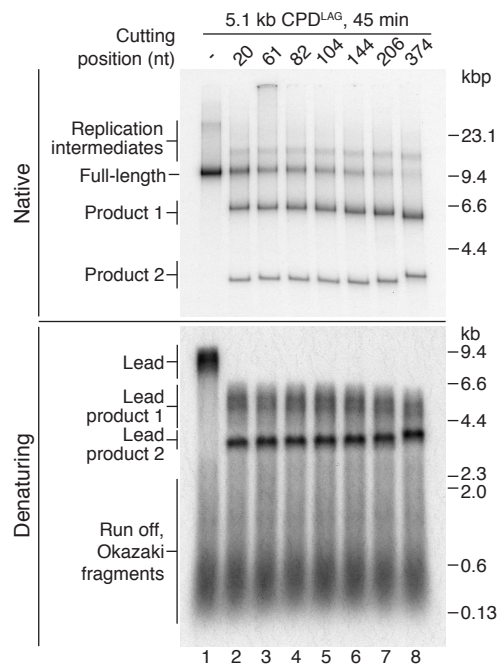 5.1 kb CPDLAG, 45 min
Cutting
position (nt)
- 20 61 82 104 144 206 374
kbp
Native
Replication
intermediates
Full-length
Product 1
Product 2
23.1
9.4
6.6
4.4
Denaturing
Lead
Lead
product 1
Lead
product 2
Run off,
Okazaki
fragments
kb
9.4
6.6
4.4
2.3
2.0
0.6
0.13
1 2 3 4 5 6 7 8